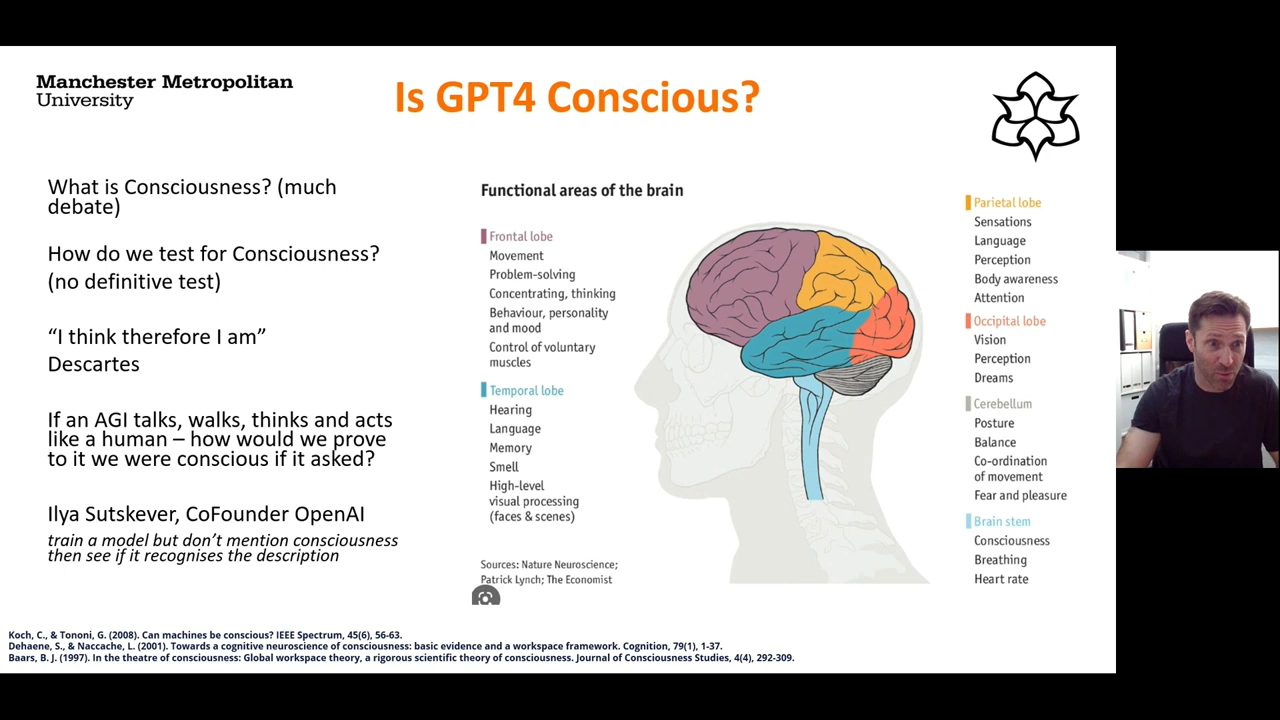 Manchester Metropolitan
University
Is GPT4 Conscious?
What is Consciousness? (much
debate)
How do we test for Consciousness?
(no definitive test)
“I think therefore I am”
Descartes
If an AGI talks, walks, thinks and acts
like a human – how would we prove
to it we were conscious if it asked?
Ilya Sutskever, CoFounder OpenAI
train a model but don’t mention consciousness
then see if it recognises the description
Functional areas of the brain
Frontal lobe
Movement
Problem-solving
Concentrating, thinking
Behaviour, personality
and mood
Control of voluntary
muscles
Temporal lobe
Hearing
Language
Memory
Smell
High-level
visual processing
(faces & scenes)
Sources: Nature Neuroscience;
Patrick Lynch; The Economist
Parietal lobe
Sensations
Language
Perception
Body awareness
Attention
Occipital lobe
Vision
Perception
Dreams
Cerebellum
Posture
Balance
Co-ordination
of movement
Fear and pleasure
Brain stem
Consciousness
Breathing
Heart rate
Koch, C., & Tononi, G. (2008). Can machines be conscious? IEEE Spectrum, 45(6), 56-63.
Dehaene, S., & Naccache, L. (2001). Towards a cognitive neuroscience of consciousness: basic evidence and a workspace framework. Cognition, 79(1), 1-37.
Baars, B. J. (1997). In the theatre of consciousness: Global workspace theory, a rigorous scientific theory of consciousness. Journal of Consciousness Studies, 4(4), 292-309.